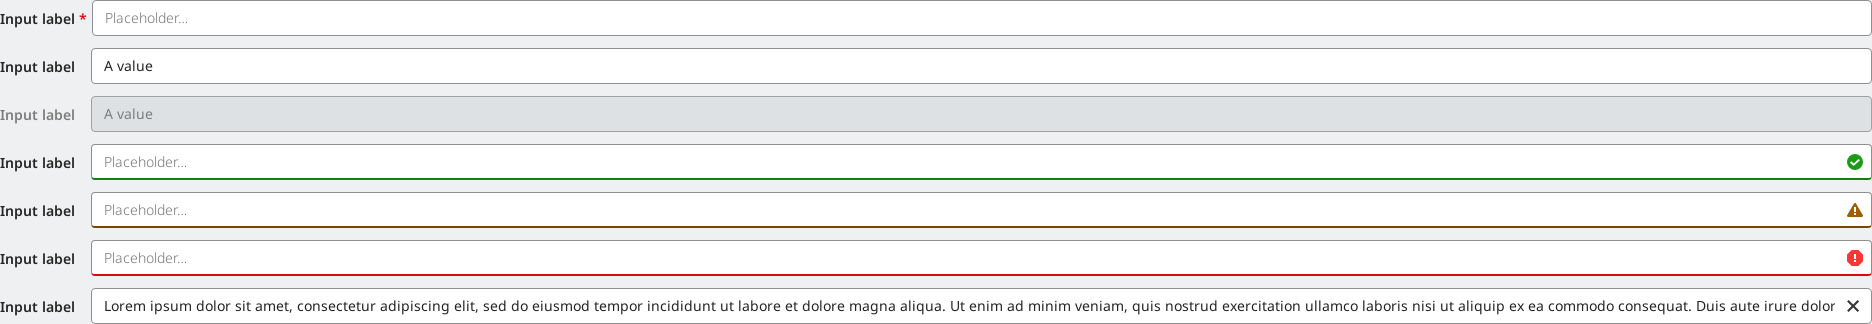 Input label * Placeholder...
Input label A value
Input label A value
Input label Placeholder...
Input label Placeholder...
Input label Placeholder...
Input label Lorem ipsum dolor sit amet, consectetur adipiscing elit, sed do eiusmod tempor incididunt ut labore et dolore magna aliqua. Ut enim ad minim veniam, quis nostrud exercitation ullamco laboris nisi ut aliquip ex ea commodo consequat. Duis aute irure dolor